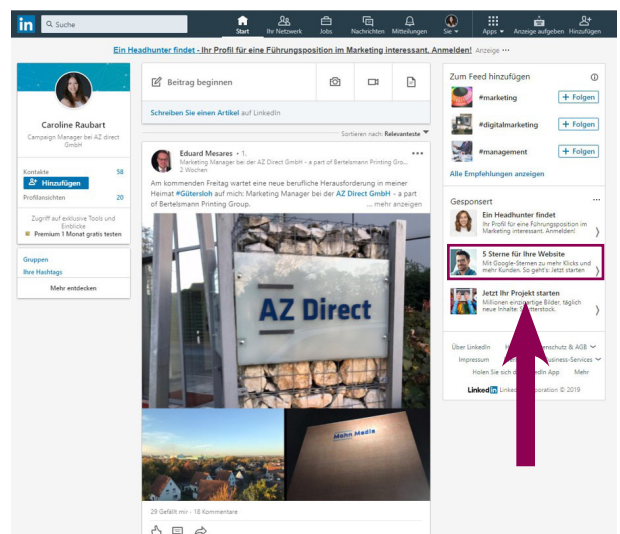 in Suche
Start Ihr Netzwerk Jobs Nachrichten Mitteilungen Sie Apps Anzeige aufgeben Hinzufügen
Ein Headhunter findet - Ihr Profil für eine Führungsposition im Marketing interessant. Anmelden! Anzeige ···
Caroline Raubart
Campaign Manager bei AZ direct
GmbH
Kontakte 58
Hinzufügen
Profilansichten 20
Zugriff auf exklusive Tools und
Einblicke
Premium 1 Monat gratis testen
Gruppen
Ihre Hashtags
Mehr entdecken
Beitrag beginnen
Schreiben Sie einen Artikel auf LinkedIn
Sortieren nach: Relevanteste
Eduard Mesares • 1.
Marketing Manager bei der AZ Direct GmbH - a part of Bertelsmann Printing Gro...
2 Wochen
Am kommenden Freitag wartet eine neue berufliche Herausforderung in meiner
Heimat #Gütersloh auf mich: Marketing Manager bei der AZ Direct GmbH - a part
of Bertelsmann Printing Group. ... mehr anzeigen
AZ Direct
Mohn Media
29 Gefällt mir · 18 Kommentare
Zum Feed hinzufügen
#marketing + Folgen
#digitalmarketing + Folgen
#management + Folgen
Alle Empfehlungen anzeigen
Gesponsert ···
Ein Headhunter findet
Ihr Profil für eine Führungsposition im
Marketing interessant. Anmelden!
5 Sterne für Ihre Website
Mit Google-Sternen zu mehr Klicks und
mehr Kunden. So geht's: Jetzt starten
Jetzt Ihr Projekt starten
Millionen einzigartige Bilder, täglich
neue Inhalte: Shutterstock.
Über LinkedIn & AGB
Impressum
Holen Sie sich App Mehr
Linked in © 2019